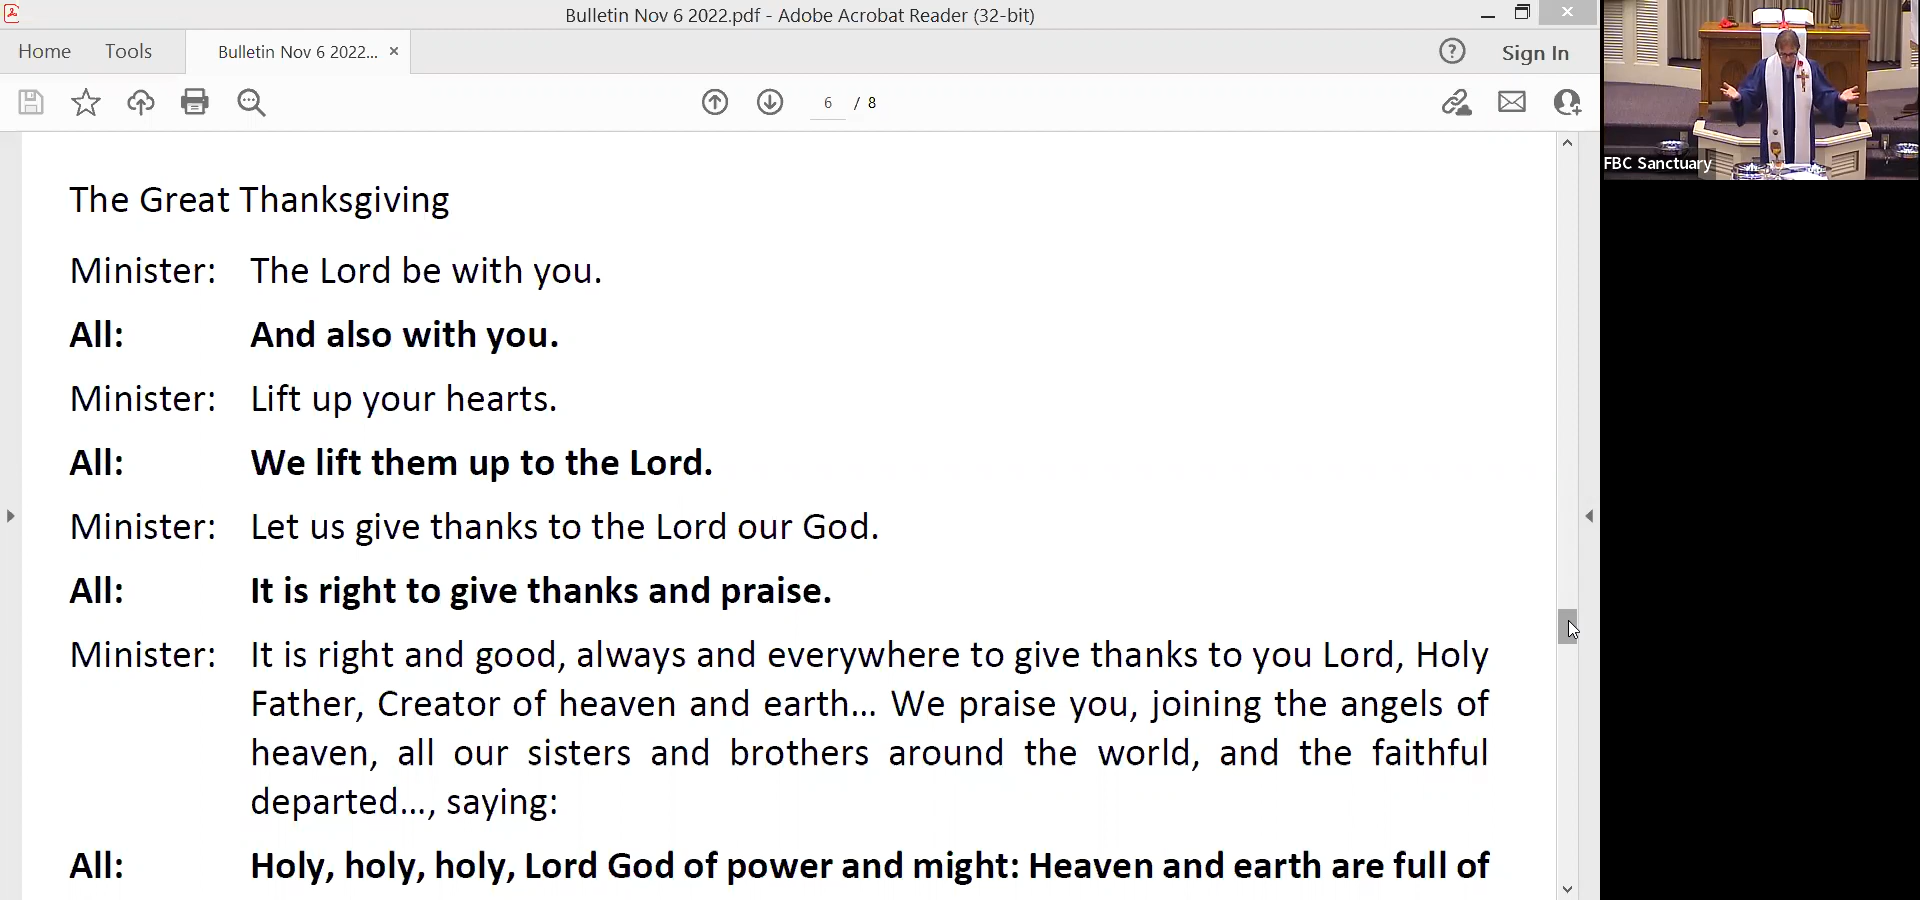 Bulletin Nov 6 2022.pdf - Adobe Acrobat Reader (32-bit)
Home Tools Bulletin Nov 6 2022... × Sign In
6 / 8
FBC Sanctuary
The Great Thanksgiving
Minister: The Lord be with you.
All: And also with you.
Minister: Lift up your hearts.
All: We lift them up to the Lord.
Minister: Let us give thanks to the Lord our God.
All: It is right to give thanks and praise.
Minister: It is right and good, always and everywhere to give thanks to you Lord, Holy
Father, Creator of heaven and earth... We praise you, joining the angels of
heaven, all our sisters and brothers around the world, and the faithful
departed..., saying:
All: Holy, holy, holy, Lord God of power and might: Heaven and earth are full of